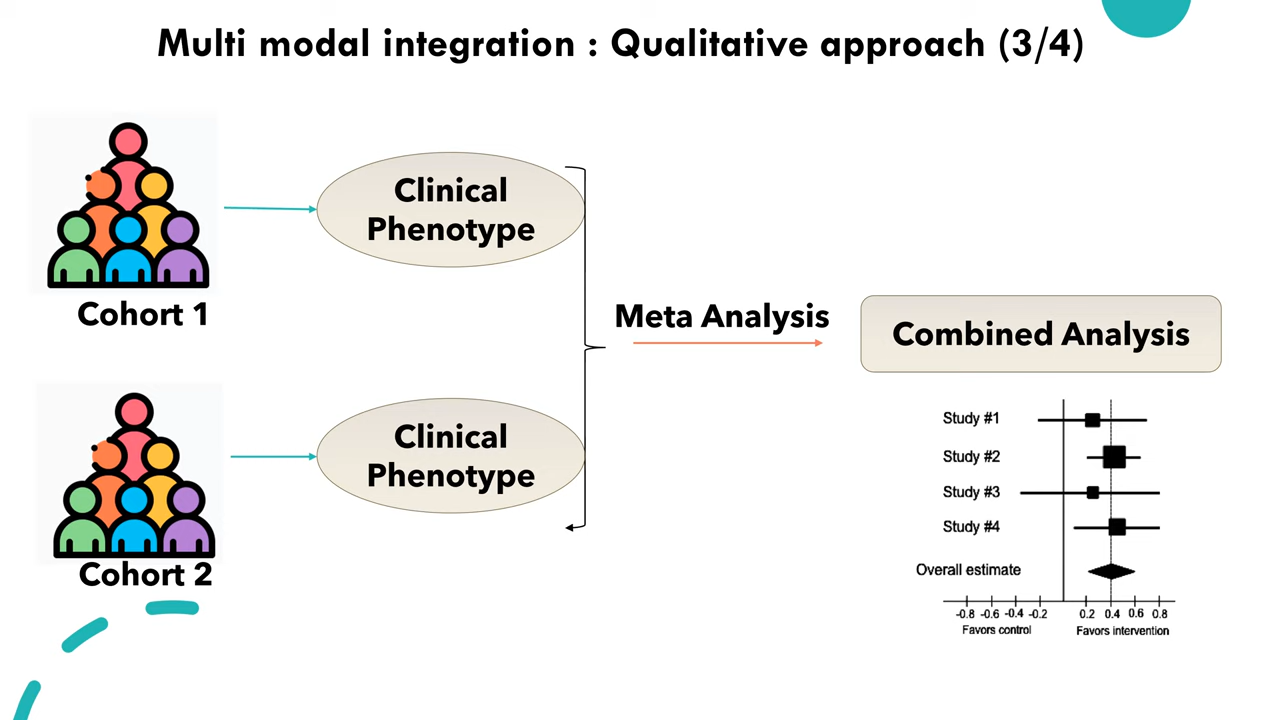 Multi modal integration : Qualitative approach (3/4)
Clinical
Phenotype
Cohort 1
Meta Analysis
Combined Analysis
Clinical
Phenotype
Cohort 2
Study #1
Study #2
Study #3
Study #4
Overall estimate
-0.8 -0.6 -0.4 -0.2 0.2 0.4 0.6 0.8
Favors control Favors intervention